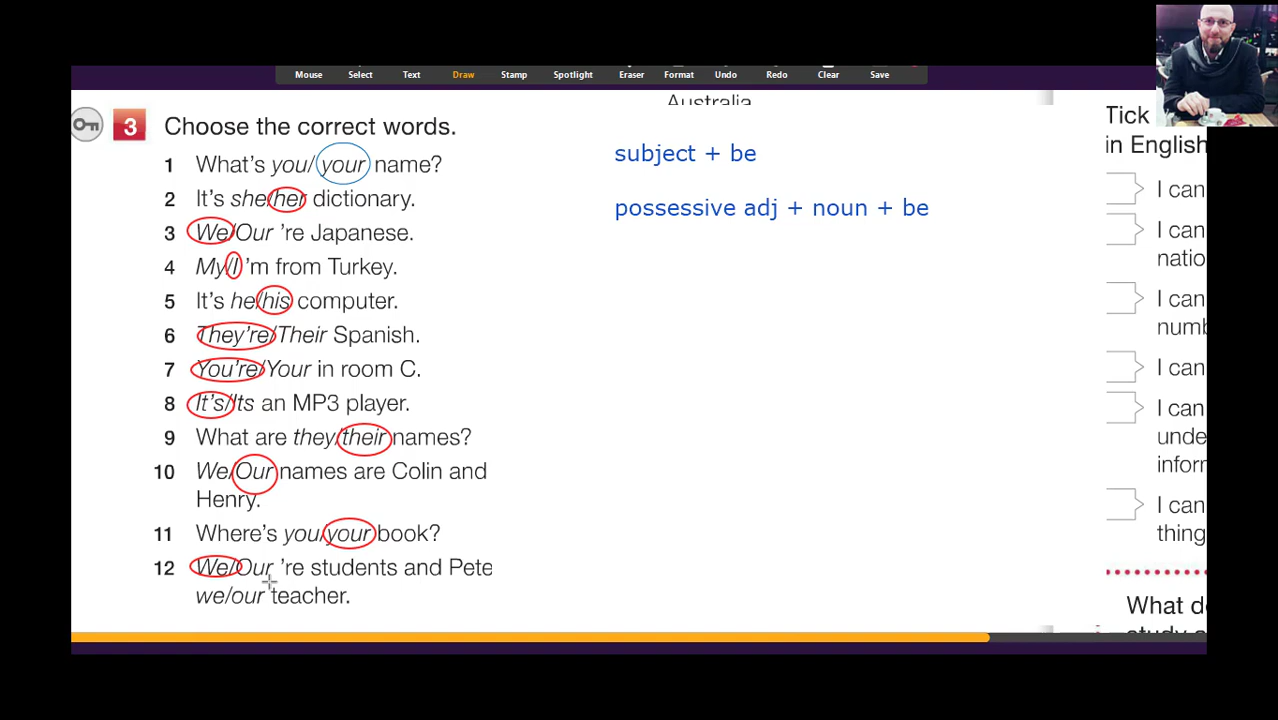 Mouse Select Text Draw Stamp Spotlight Eraser Format Undo Redo Clear Save
Australia
3 Choose the correct words.
1 What's you/ your name?
2 It's she/her dictionary.
3 We/Our 're Japanese.
4 My/I 'm from Turkey.
5 It's he/his computer.
6 They're/Their Spanish.
7 You're/Your in room C.
8 It's/Its an MP3 player.
9 What are they/their names?
10 We/Our names are Colin and
Henry.
11 Where's you/your book?
12 We/Our 're students and Pete
we/our teacher.
subject + be
possessive adj + noun + be
Tick
in English
I can
I can
natio
I can
numb
I can
I can
unde
inforr
I can
thing
What do
study